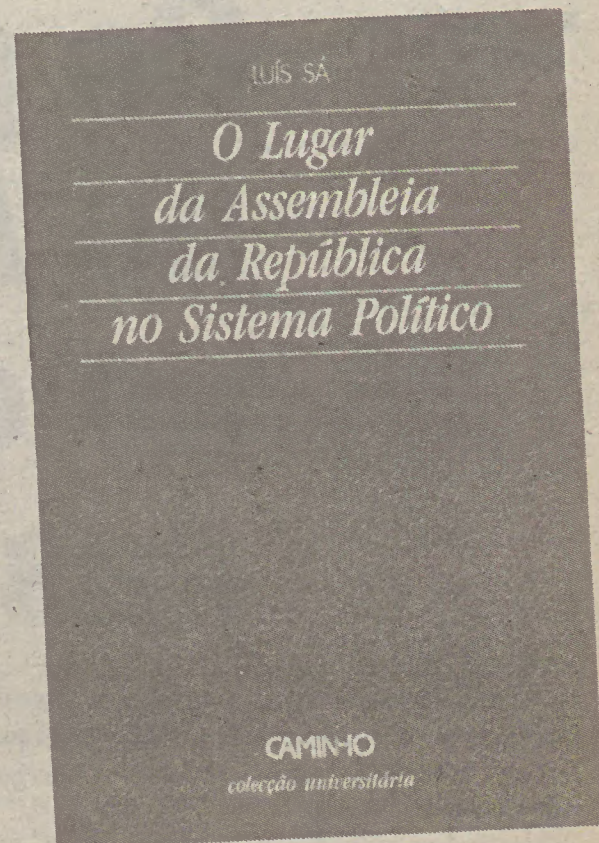 LUÍS SÁ
O Lugar
da Assembleia
da República
no Sistema Político
CAMINHO
colecção universitária